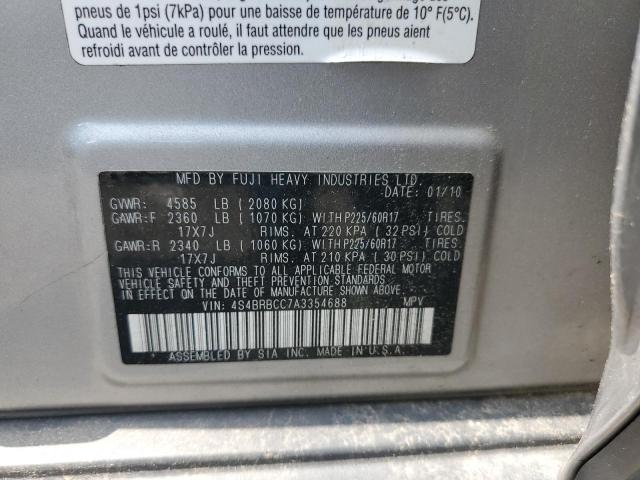 pneus de 1psi (7kPa) pour une baisse de température de 10° F(5°C).
Quand le véhicule a roulé, il faut attendre que les pneus aient
refroidi avant de contrôler la pression.
MFD BY FUJI HEAVY INDUSTRIES LTD.
DATE: 01/10
GVWR: 4585 LB (2080 KG)
GAWR:F 2360 LB (1070 KG) WITH P225/60R17 TIRES,
17X7J RIMS, AT 220 KPA (32 PSI) COLD
GAWR:R 2340 LB (1060 KG) WITH P225/60R17 TIRES,
17X7J RIMS, AT 210 KPA (30 PSI) COLD
THIS VEHICLE CONFORMS TO ALL APPLICABLE FEDERAL MOTOR
VEHICLE SAFETY AND THEFT PREVENTION STANDARDS IN
EFFECT ON THE DATE OF MANUFACTURE SHOWN ABOVE.
VIN: 4S4BRBCC7A3354688 MPV
ASSEMBLED BY SIA INC. MADE IN U.S.A.